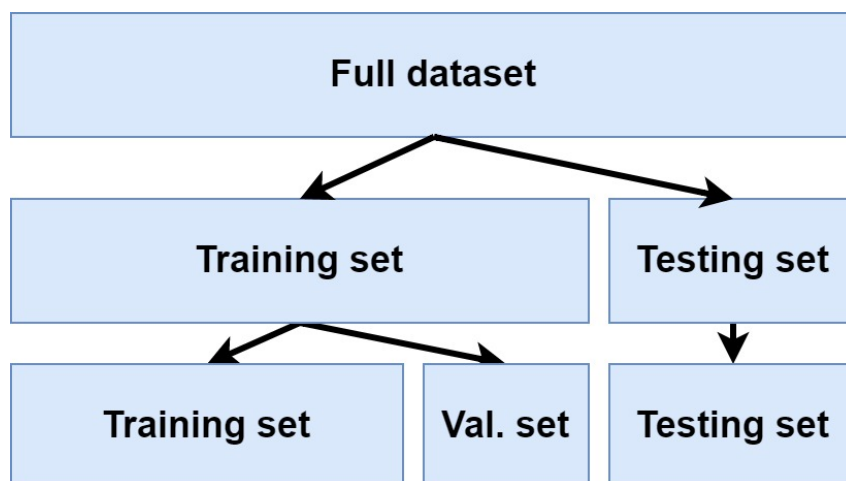 Full dataset
Training set
Testing set
Training set
Val. set
Testing set